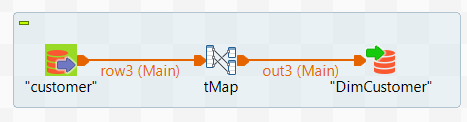 row3 (Main)
out3 (Main)
"customer"
tMap
"DimCustomer"